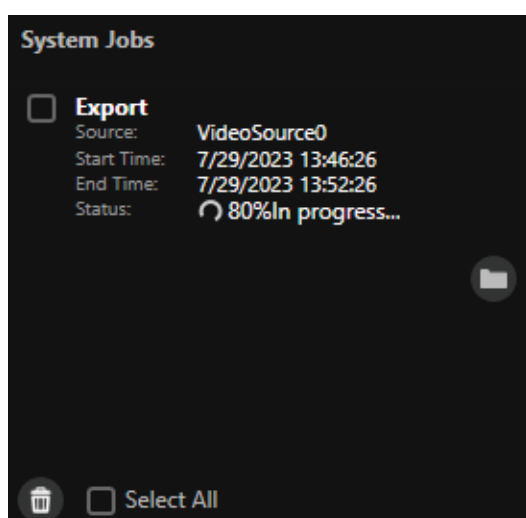 System Jobs
Export
Source: VideoSource0
Start Time: 7/29/2023 13:46:26
End Time: 7/29/2023 13:52:26
Status: 80%In progress...
Select All